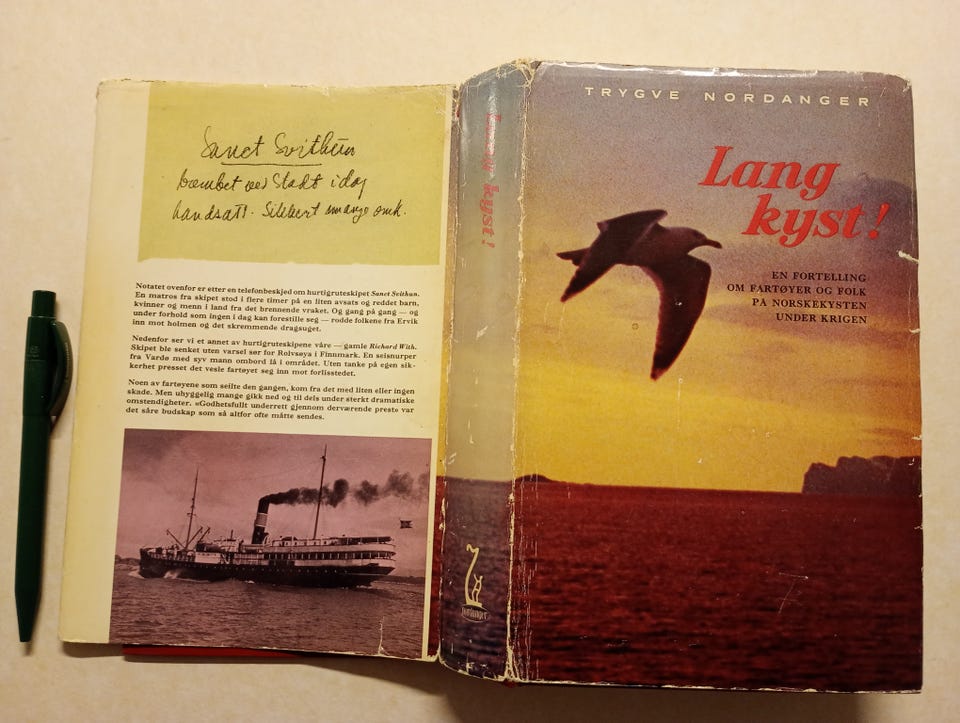 Sanct Svithun
bombet ved Stadt i dag
landsatt. Sikkert mange omk.
Notatet ovenfor er etter en telefonbeskjed om hurtigruteskipet Sanct Svithun.
En matros fra skipet stod i flere timer på en liten avsats og reddet barn,
kvinner og menn i land fra det brennende vraket. Og gang på gang — og
under forhold som ingen i dag kan forestille seg — rodde folkene fra Ervik
inn mot holmen og det skremmende dragsuget.
Nedenfor ser vi et annet av hurtigruteskipene våre — gamle Richard With.
Skipet ble senket uten varsel sør for Rolvsøya i Finnmark. En seisnurper
fra Vardø med syv mann ombord lå i området. Uten tanke på egen sik-
kerhet presset det vesle fartøyet seg inn mot forlisstedet.
Noen av fartøyene som seilte den gangen, kom fra det med liten eller ingen
skade. Men uhyggelig mange gikk ned og til dels under sterkt dramatiske
omstendigheter. «Godhetsfullt underrett gjennom derværende prest» var
det såre budskap som så altfor ofte måtte sendes.
Lang kyst!
Nordanger
TRYGVE NORDANGER
Lang
kyst!
EN FORTELLING
OM FARTØYER OG FOLK
PÅ NORSKEKYSTEN
UNDER KRIGEN